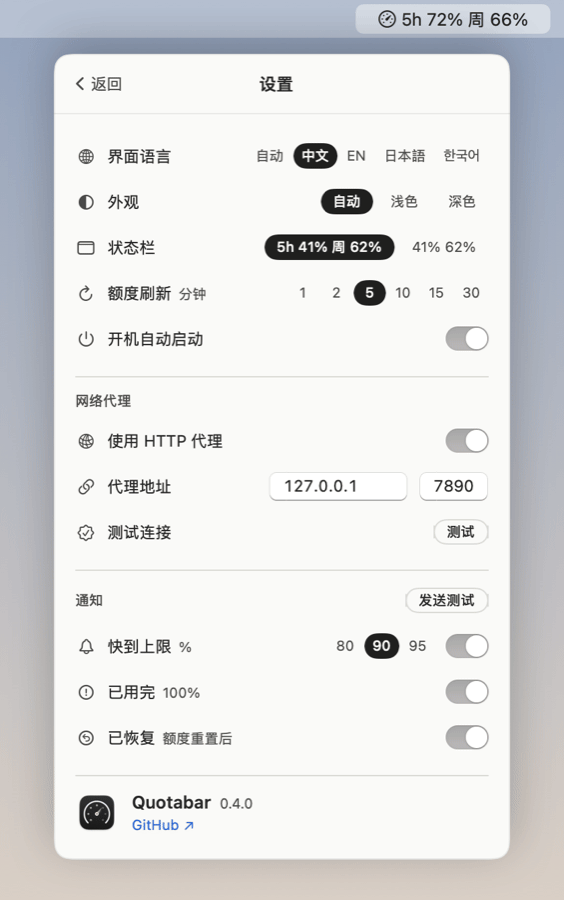 5h 72% 周 66%
返回 设置
界面语言 自动 中文 EN 日本語 한국어
外观 自动 浅色 深色
状态栏 5h 41% 周 62% 41% 62%
额度刷新 分钟 1 2 5 10 15 30
开机自动启动
网络代理
使用 HTTP 代理
代理地址 127.0.0.1 7890
测试连接 测试
通知 发送测试
快到上限 % 80 90 95
已用完 100%
已恢复 额度重置后
Quotabar 0.4.0
GitHub ↗